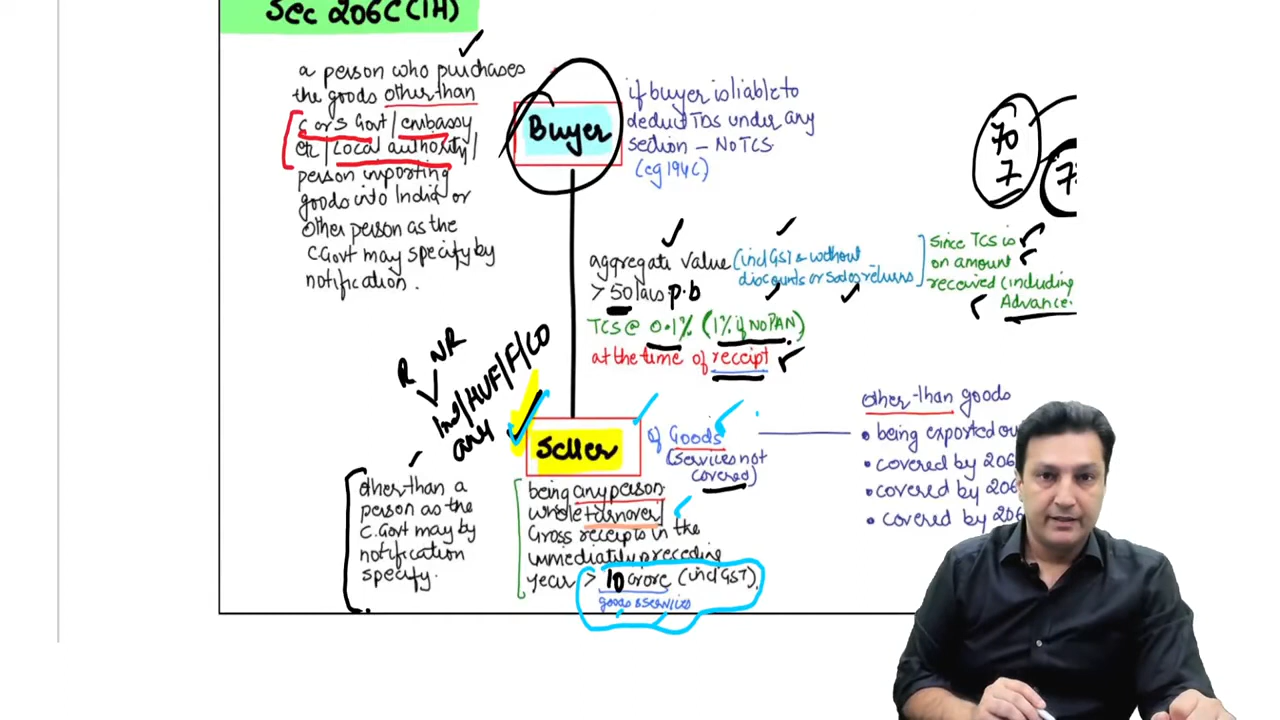 Sec 206C(1H)
a person who purchases
the goods other than
C or S Govt / embassy
etc / Local authority /
person importing
goods into India or
other person as the
C.Govt may specify by
notification.
Buyer
if buyer is liable to
deduct TDS under any
section - No TCS
(eg 194C)
70
7
aggregate value (incl GST & without
discounts or sales returns
> 50 lacs p.b
TCS @ 0.1% (1% if No PAN)
at the time of receipt
Since TCS is
on amount
received (including
Advance.
R NR
Ind/HUF/F/CO
any
Seller
of Goods
(Services not
covered)
other than goods
• being exported ou
• covered by 206
• covered by 206
• covered by 206
other than a
person as the
C.Govt may by
notification
specify.
being any person
whole turnover/
Gross receipts in the
immediately preceding
year > 10 crore (incl GST).
goods & services